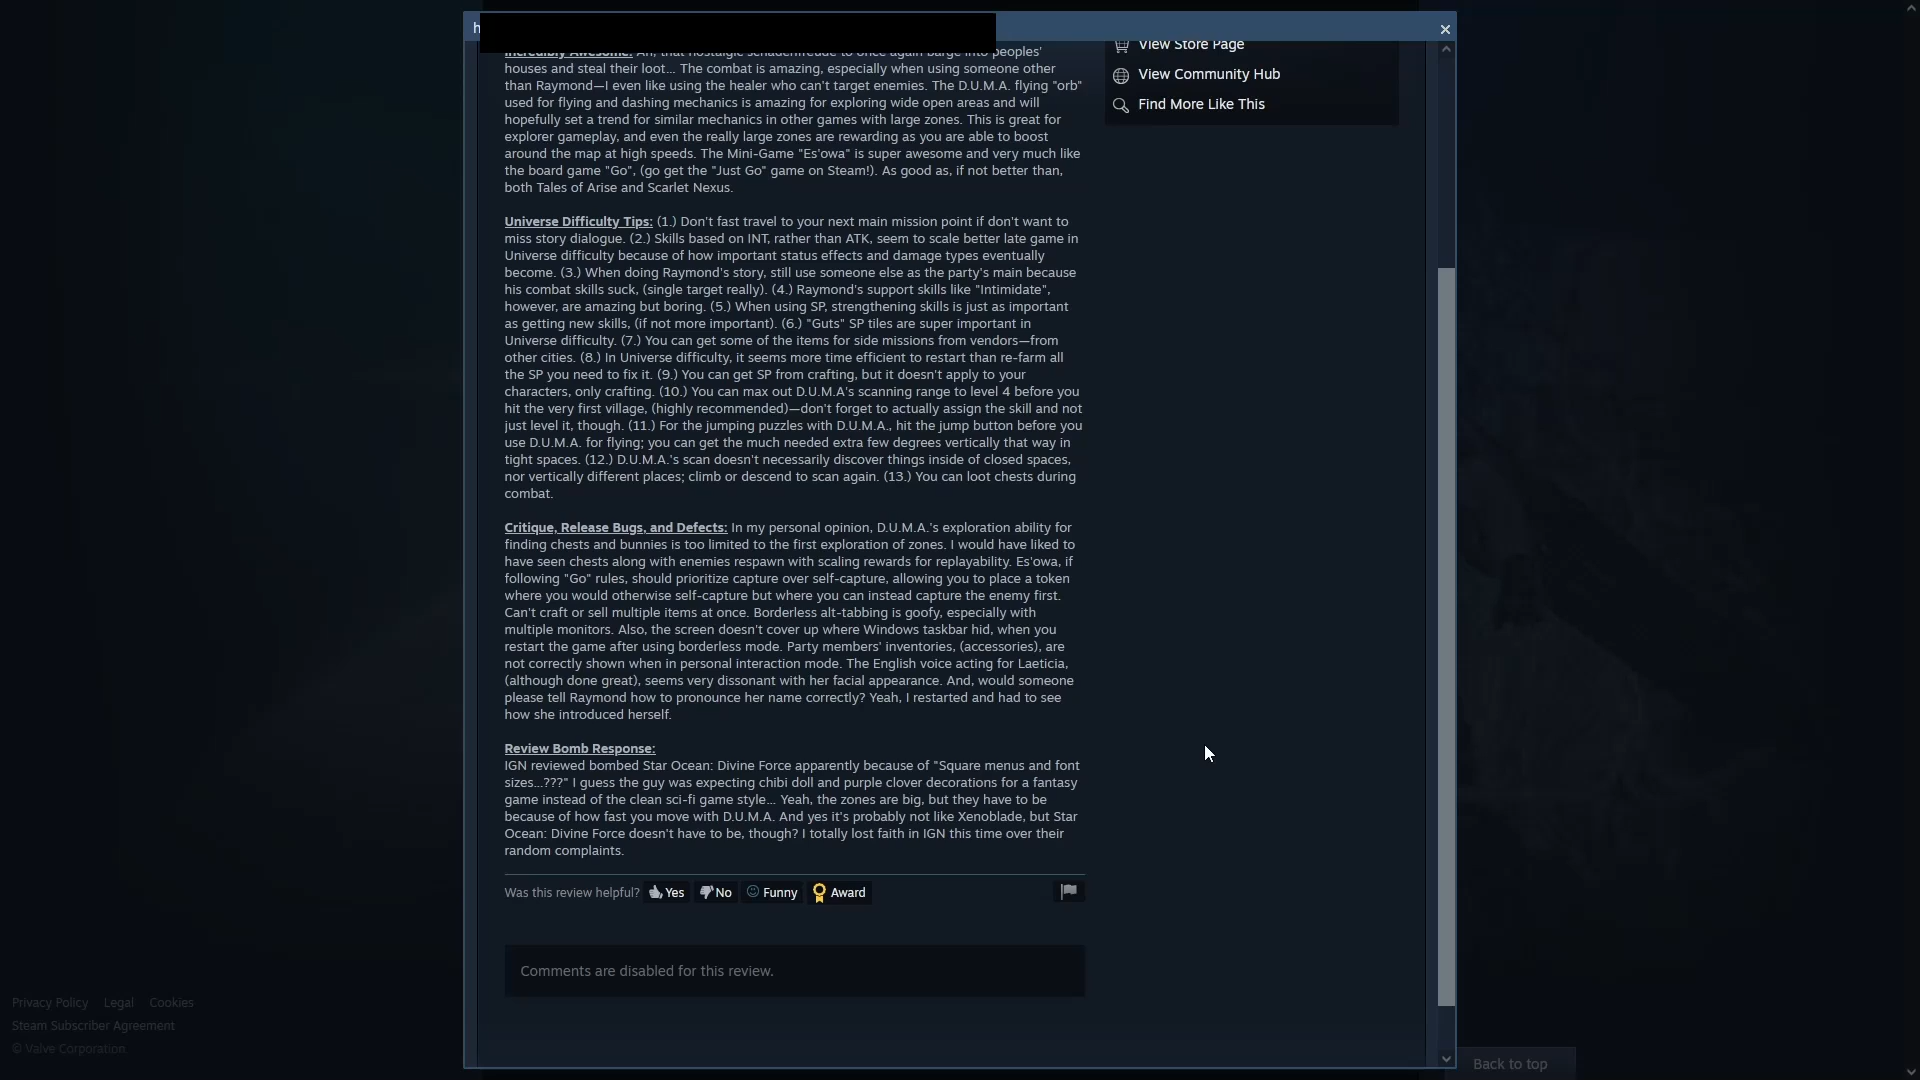 h
Incredibly Awesome: Ah, that nostalgic schadenfreude to once again barge into peoples'
houses and steal their loot... The combat is amazing, especially when using someone other
than Raymond—I even like using the healer who can't target enemies. The D.U.M.A. flying "orb"
used for flying and dashing mechanics is amazing for exploring wide open areas and will
hopefully set a trend for similar mechanics in other games with large zones. This is great for
explorer gameplay, and even the really large zones are rewarding as you are able to boost
around the map at high speeds. The Mini-Game "Es'owa" is super awesome and very much like
the board game "Go", (go get the "Just Go" game on Steam!). As good as, if not better than,
both Tales of Arise and Scarlet Nexus.
Universe Difficulty Tips: (1.) Don't fast travel to your next main mission point if don't want to
miss story dialogue. (2.) Skills based on INT, rather than ATK, seem to scale better late game in
Universe difficulty because of how important status effects and damage types eventually
become. (3.) When doing Raymond's story, still use someone else as the party's main because
his combat skills suck, (single target really). (4.) Raymond's support skills like "Intimidate",
however, are amazing but boring. (5.) When using SP, strengthening skills is just as important
as getting new skills, (if not more important). (6.) "Guts" SP tiles are super important in
Universe difficulty. (7.) You can get some of the items for side missions from vendors—from
other cities. (8.) In Universe difficulty, it seems more time efficient to restart than re-farm all
the SP you need to fix it. (9.) You can get SP from crafting, but it doesn't apply to your
characters, only crafting. (10.) You can max out D.U.M.A's scanning range to level 4 before you
hit the very first village, (highly recommended)—don't forget to actually assign the skill and not
just level it, though. (11.) For the jumping puzzles with D.U.M.A., hit the jump button before you
use D.U.M.A. for flying; you can get the much needed extra few degrees vertically that way in
tight spaces. (12.) D.U.M.A.'s scan doesn't necessarily discover things inside of closed spaces,
nor vertically different places; climb or descend to scan again. (13.) You can loot chests during
combat.
Critique, Release Bugs, and Defects: In my personal opinion, D.U.M.A.'s exploration ability for
finding chests and bunnies is too limited to the first exploration of zones. I would have liked to
have seen chests along with enemies respawn with scaling rewards for replayability. Es'owa, if
following "Go" rules, should prioritize capture over self-capture, allowing you to place a token
where you would otherwise self-capture but where you can instead capture the enemy first.
Can't craft or sell multiple items at once. Borderless alt-tabbing is goofy, especially with
multiple monitors. Also, the screen doesn't cover up where Windows taskbar hid, when you
restart the game after using borderless mode. Party members' inventories, (accessories), are
not correctly shown when in personal interaction mode. The English voice acting for Laeticia,
(although done great), seems very dissonant with her facial appearance. And, would someone
please tell Raymond how to pronounce her name correctly? Yeah, I restarted and had to see
how she introduced herself.
Review Bomb Response:
IGN reviewed bombed Star Ocean: Divine Force apparently because of "Square menus and font
sizes...???" I guess the guy was expecting chibi doll and purple clover decorations for a fantasy
game instead of the clean sci-fi game style... Yeah, the zones are big, but they have to be
because of how fast you move with D.U.M.A. And yes it's probably not like Xenoblade, but Star
Ocean: Divine Force doesn't have to be, though? I totally lost faith in IGN this time over their
random complaints.
Was this review helpful? Yes No Funny Award
Comments are disabled for this review.
View Store Page
View Community Hub
Find More Like This
Privacy Policy Legal Cookies
Steam Subscriber Agreement
© Valve Corporation
Back to top